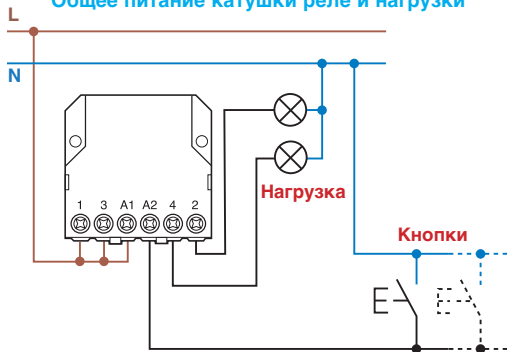 Общее питание катушки реле и нагрузки
L
N
Нагрузка
1 3 A1 A2 4 2
Кнопки